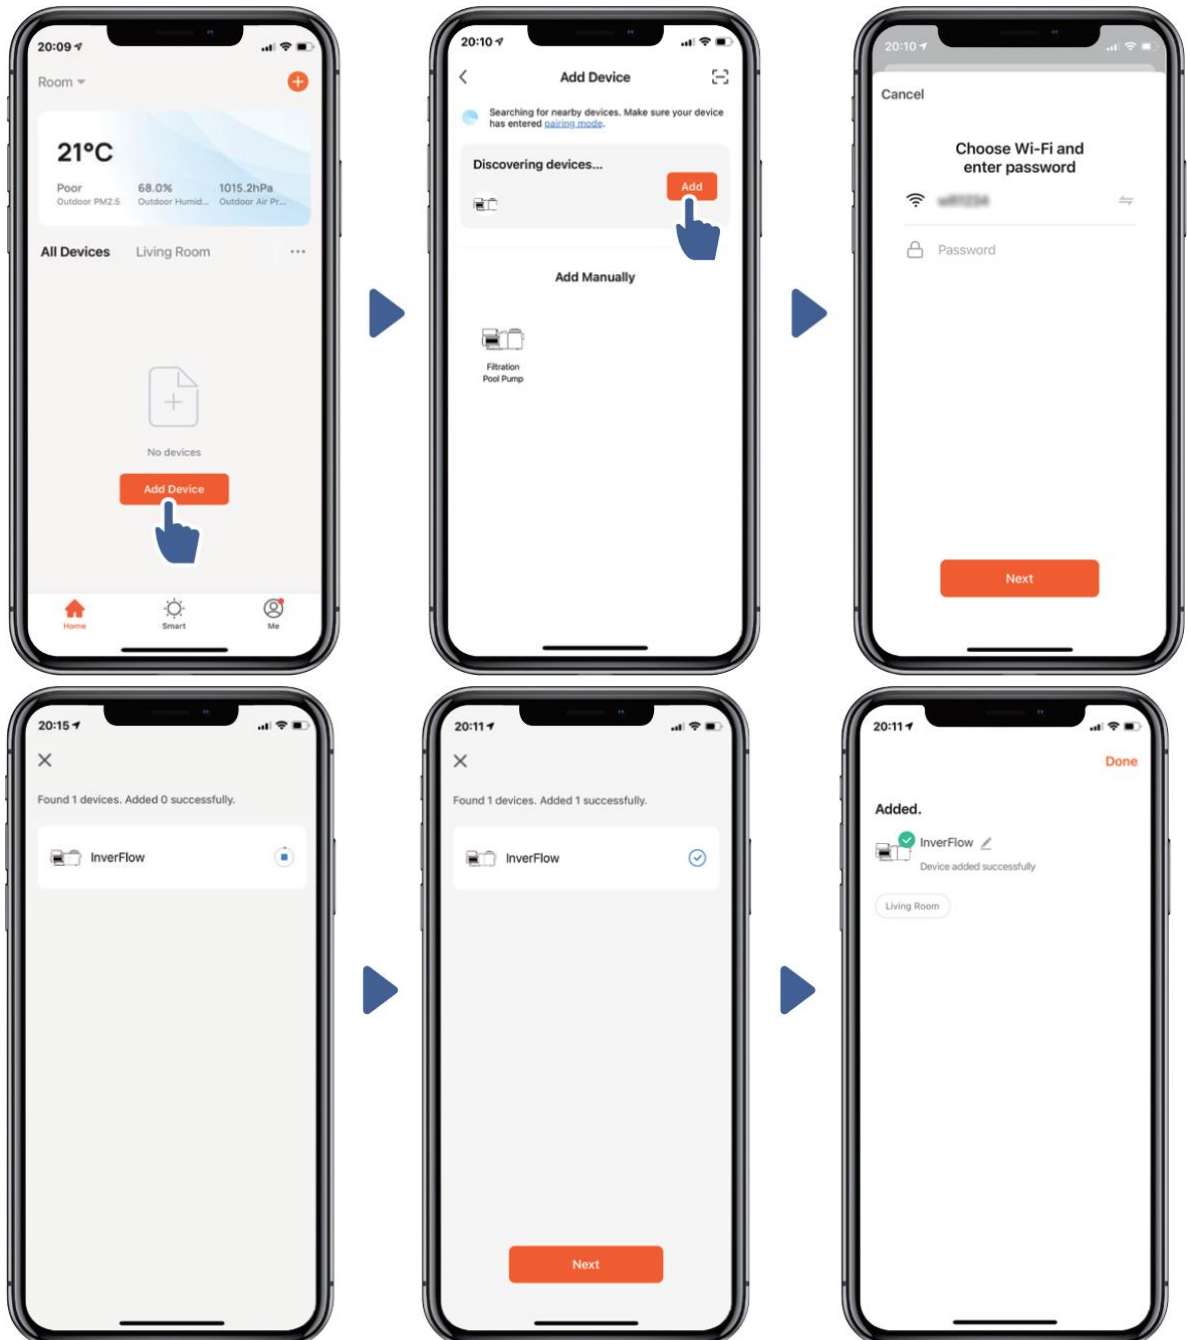 20:09
Room
21°C
Poor 68.0% 1015.2hPa
Outdoor PM2.5 Outdoor Humid... Outdoor Air Pr...
All Devices Living Room
No devices
Add Device
Home Smart Me
20:10
Add Device
Searching for nearby devices. Make sure your device
has entered pairing mode.
Discovering devices...
Add
Add Manually
Filtration
Pool Pump
20:10
Cancel
Choose Wi-Fi and
enter password
Password
Next
20:15
Found 1 devices. Added 0 successfully.
InverFlow
20:11
Found 1 devices. Added 1 successfully.
InverFlow
Next
20:11
Done
Added.
InverFlow
Device added successfully
Living Room